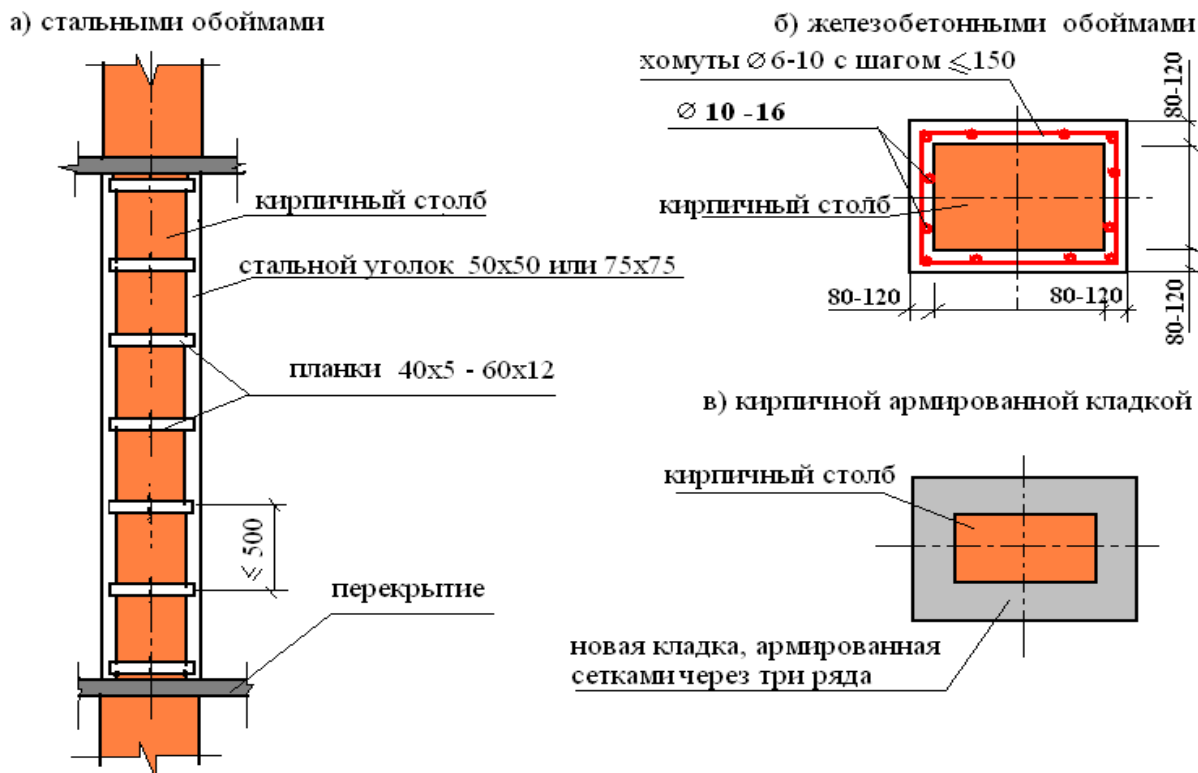 а) стальными обоймами
кирпичный столб
стальной уголок 50х50 или 75х75
планки 40х5 - 60х12
⩽ 500
перекрытие
б) железобетонными обоймами
хомуты ∅ 6-10 с шагом ⩽150
∅ 10 -16
кирпичный столб
80-120
80-120
80-120
80-120
в) кирпичной армированной кладкой
кирпичный столб
новая кладка, армированная
сетками через три ряда